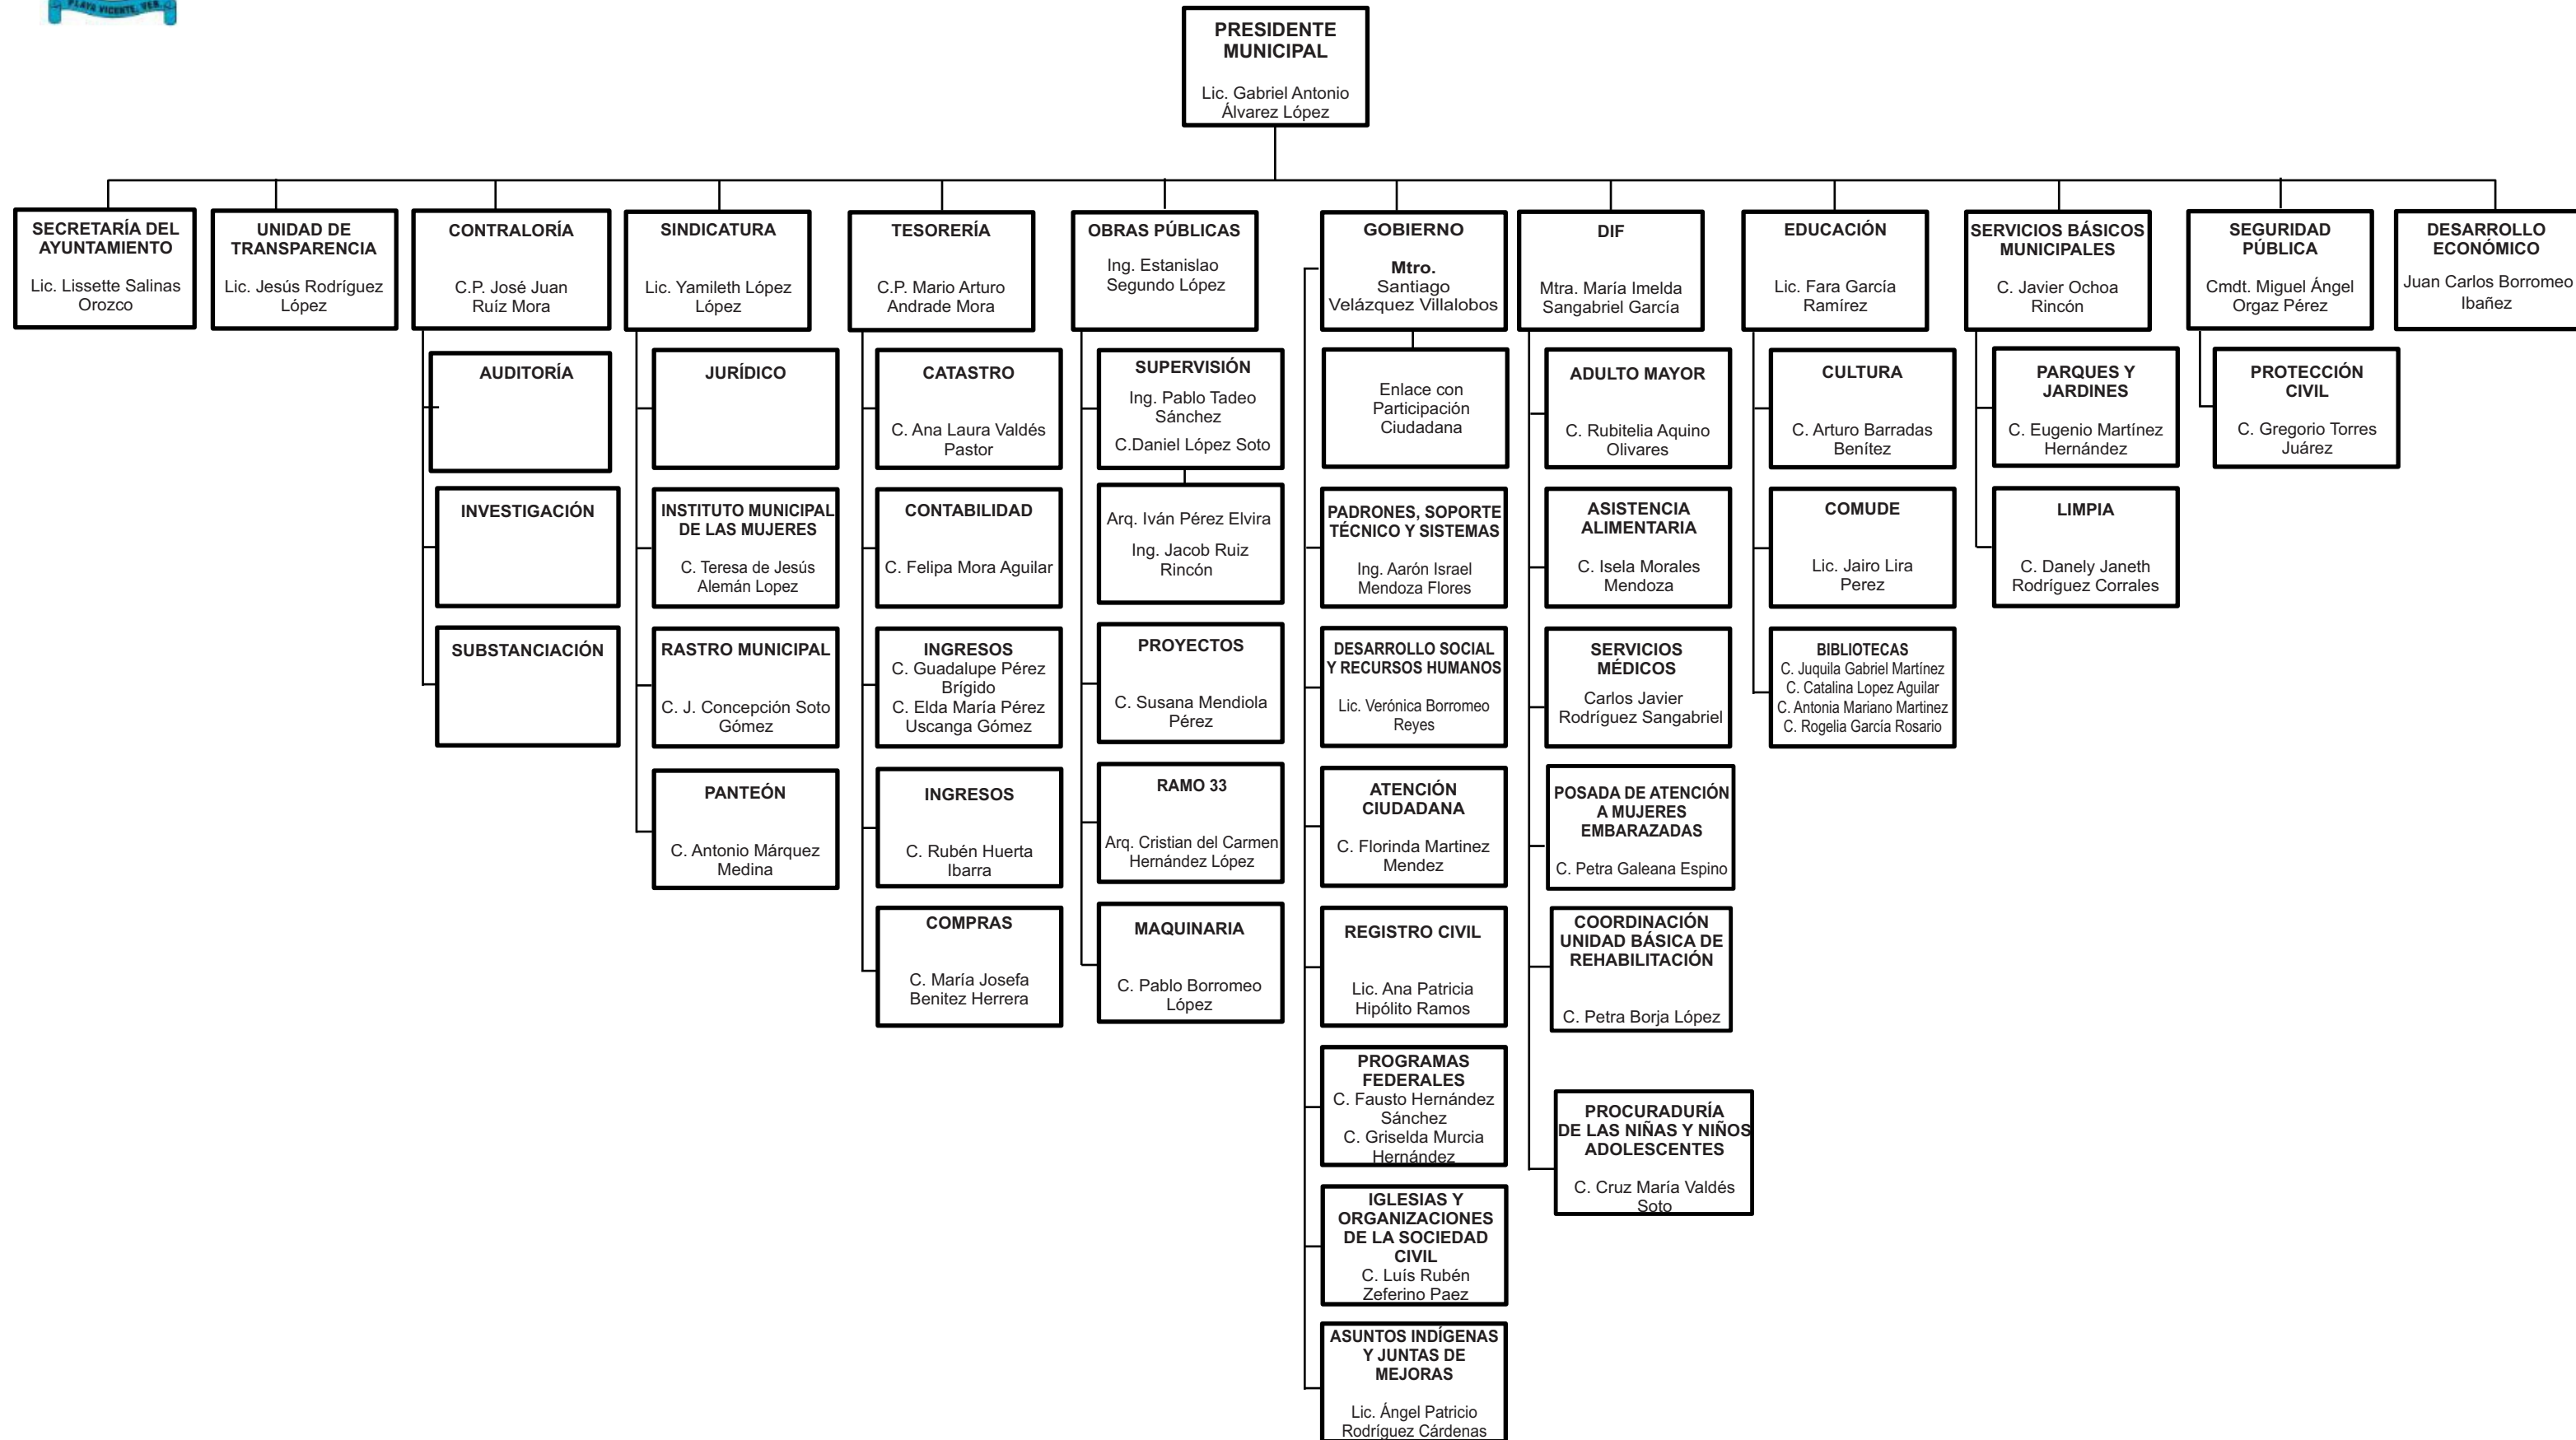 PLAYA VICENTE, VER.
PRESIDENTE
MUNICIPAL
Lic. Gabriel Antonio
Álvarez López
SECRETARÍA DEL
AYUNTAMIENTO
Lic. Lissette Salinas
Orozco
UNIDAD DE
TRANSPARENCIA
Lic. Jesús Rodríguez
López
CONTRALORÍA
C.P. José Juan
Ruíz Mora
SINDICATURA
Lic. Yamileth López
López
TESORERÍA
C.P. Mario Arturo
Andrade Mora
OBRAS PÚBLICAS
Ing. Estanislao
Segundo López
GOBIERNO
Mtro.
Santiago
Velázquez Villalobos
DIF
Mtra. María Imelda
Sangabriel García
EDUCACIÓN
Lic. Fara García
Ramírez
SERVICIOS BÁSICOS
MUNICIPALES
C. Javier Ochoa
Rincón
SEGURIDAD
PÚBLICA
Cmdt. Miguel Ángel
Orgaz Pérez
DESARROLLO
ECONÓMICO
Juan Carlos Borromeo
Ibañez
AUDITORÍA
INVESTIGACIÓN
SUBSTANCIACIÓN
JURÍDICO
INSTITUTO MUNICIPAL
DE LAS MUJERES
C. Teresa de Jesús
Alemán Lopez
RASTRO MUNICIPAL
C. J. Concepción Soto
Gómez
PANTEÓN
C. Antonio Márquez
Medina
CATASTRO
C. Ana Laura Valdés
Pastor
CONTABILIDAD
C. Felipa Mora Aguilar
INGRESOS
C. Guadalupe Pérez
Brígido
C. Elda María Pérez
Uscanga Gómez
INGRESOS
C. Rubén Huerta
Ibarra
COMPRAS
C. María Josefa
Benitez Herrera
SUPERVISIÓN
Ing. Pablo Tadeo
Sánchez
C.Daniel López Soto
Arq. Iván Pérez Elvira
Ing. Jacob Ruiz
Rincón
PROYECTOS
C. Susana Mendiola
Pérez
RAMO 33
Arq. Cristian del Carmen
Hernández López
MAQUINARIA
C. Pablo Borromeo
López
Enlace con
Participación
Ciudadana
PADRONES, SOPORTE
TÉCNICO Y SISTEMAS
Ing. Aarón Israel
Mendoza Flores
DESARROLLO SOCIAL
Y RECURSOS HUMANOS
Lic. Verónica Borromeo
Reyes
ATENCIÓN
CIUDADANA
C. Florinda Martinez
Mendez
REGISTRO CIVIL
Lic. Ana Patricia
Hipólito Ramos
PROGRAMAS
FEDERALES
C. Fausto Hernández
Sánchez
C. Griselda Murcia
Hernández
IGLESIAS Y
ORGANIZACIONES
DE LA SOCIEDAD
CIVIL
C. Luís Rubén
Zeferino Paez
ASUNTOS INDÍGENAS
Y JUNTAS DE
MEJORAS
Lic. Ángel Patricio
Rodríguez Cárdenas
ADULTO MAYOR
C. Rubitelia Aquino
Olivares
ASISTENCIA
ALIMENTARIA
C. Isela Morales
Mendoza
SERVICIOS
MÉDICOS
Carlos Javier
Rodríguez Sangabriel
POSADA DE ATENCIÓN
A MUJERES
EMBARAZADAS
C. Petra Galeana Espino
COORDINACIÓN
UNIDAD BÁSICA DE
REHABILITACIÓN
C. Petra Borja López
PROCURADURÍA
DE LAS NIÑAS Y NIÑOS
ADOLESCENTES
C. Cruz María Valdés
Soto
CULTURA
C. Arturo Barradas
Benítez
COMUDE
Lic. Jairo Lira
Perez
BIBLIOTECAS
C. Juquila Gabriel Martínez
C. Catalina Lopez Aguilar
C. Antonia Mariano Martinez
C. Rogelia García Rosario
PARQUES Y
JARDINES
C. Eugenio Martínez
Hernández
LIMPIA
C. Danely Janeth
Rodríguez Corrales
PROTECCIÓN
CIVIL
C. Gregorio Torres
Juárez